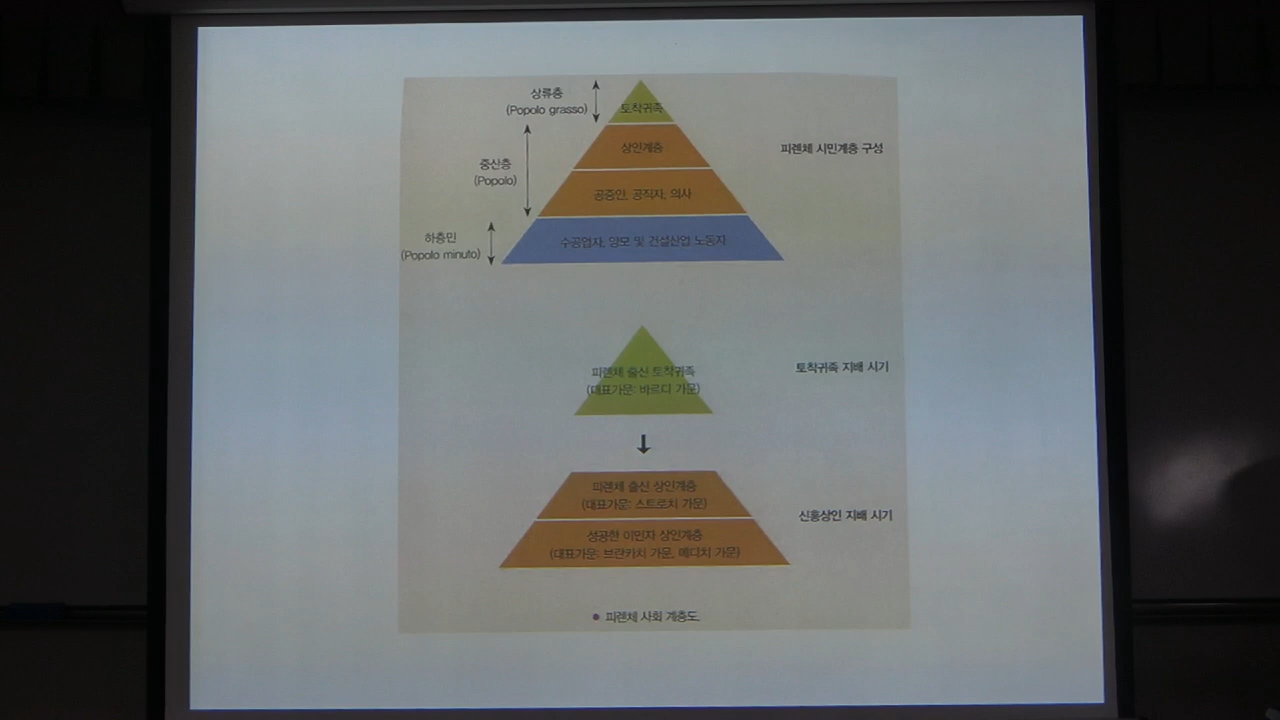 상류층
(Popolo grasso)
토착귀족
상인계층
피렌체 시민계층 구성
중산층
(Popolo)
공증인, 공직자, 의사
하층민
(Popolo minuto)
수공업자, 양모 및 건설산업 노동자
피렌체 출신 토착귀족
(대표가문: 바르디 가문)
토착귀족 지배 시기
피렌체 출신 상인계층
(대표가문: 스트로치 가문)
신흥상인 지배 시기
성공한 이민자 상인계층
(대표가문: 브란카치 가문, 메디치 가문)
● 피렌체 사회 계층도.